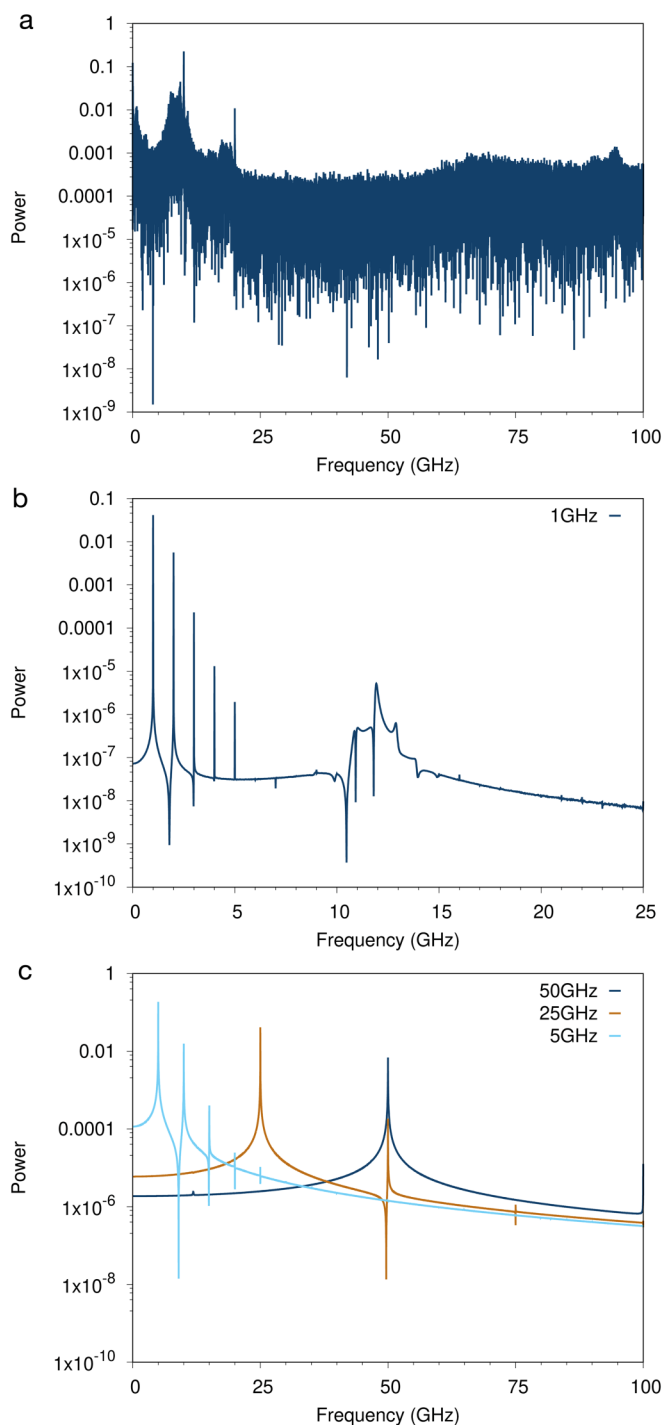 a
1
0.1
0.01
0.001
0.0001
1x10-5
1x10-6
1x10-7
1x10-8
1x10-9
Power
0 25 50 75 100
Frequency (GHz)
b
0.1
0.01
0.001
0.0001
1x10-5
1x10-6
1x10-7
1x10-8
1x10-9
1x10-10
Power
1GHz
0 5 10 15 20 25
Frequency (GHz)
c
1
0.01
0.0001
1x10-6
1x10-8
1x10-10
Power
50GHz
25GHz
5GHz
0 25 50 75 100
Frequency (GHz)